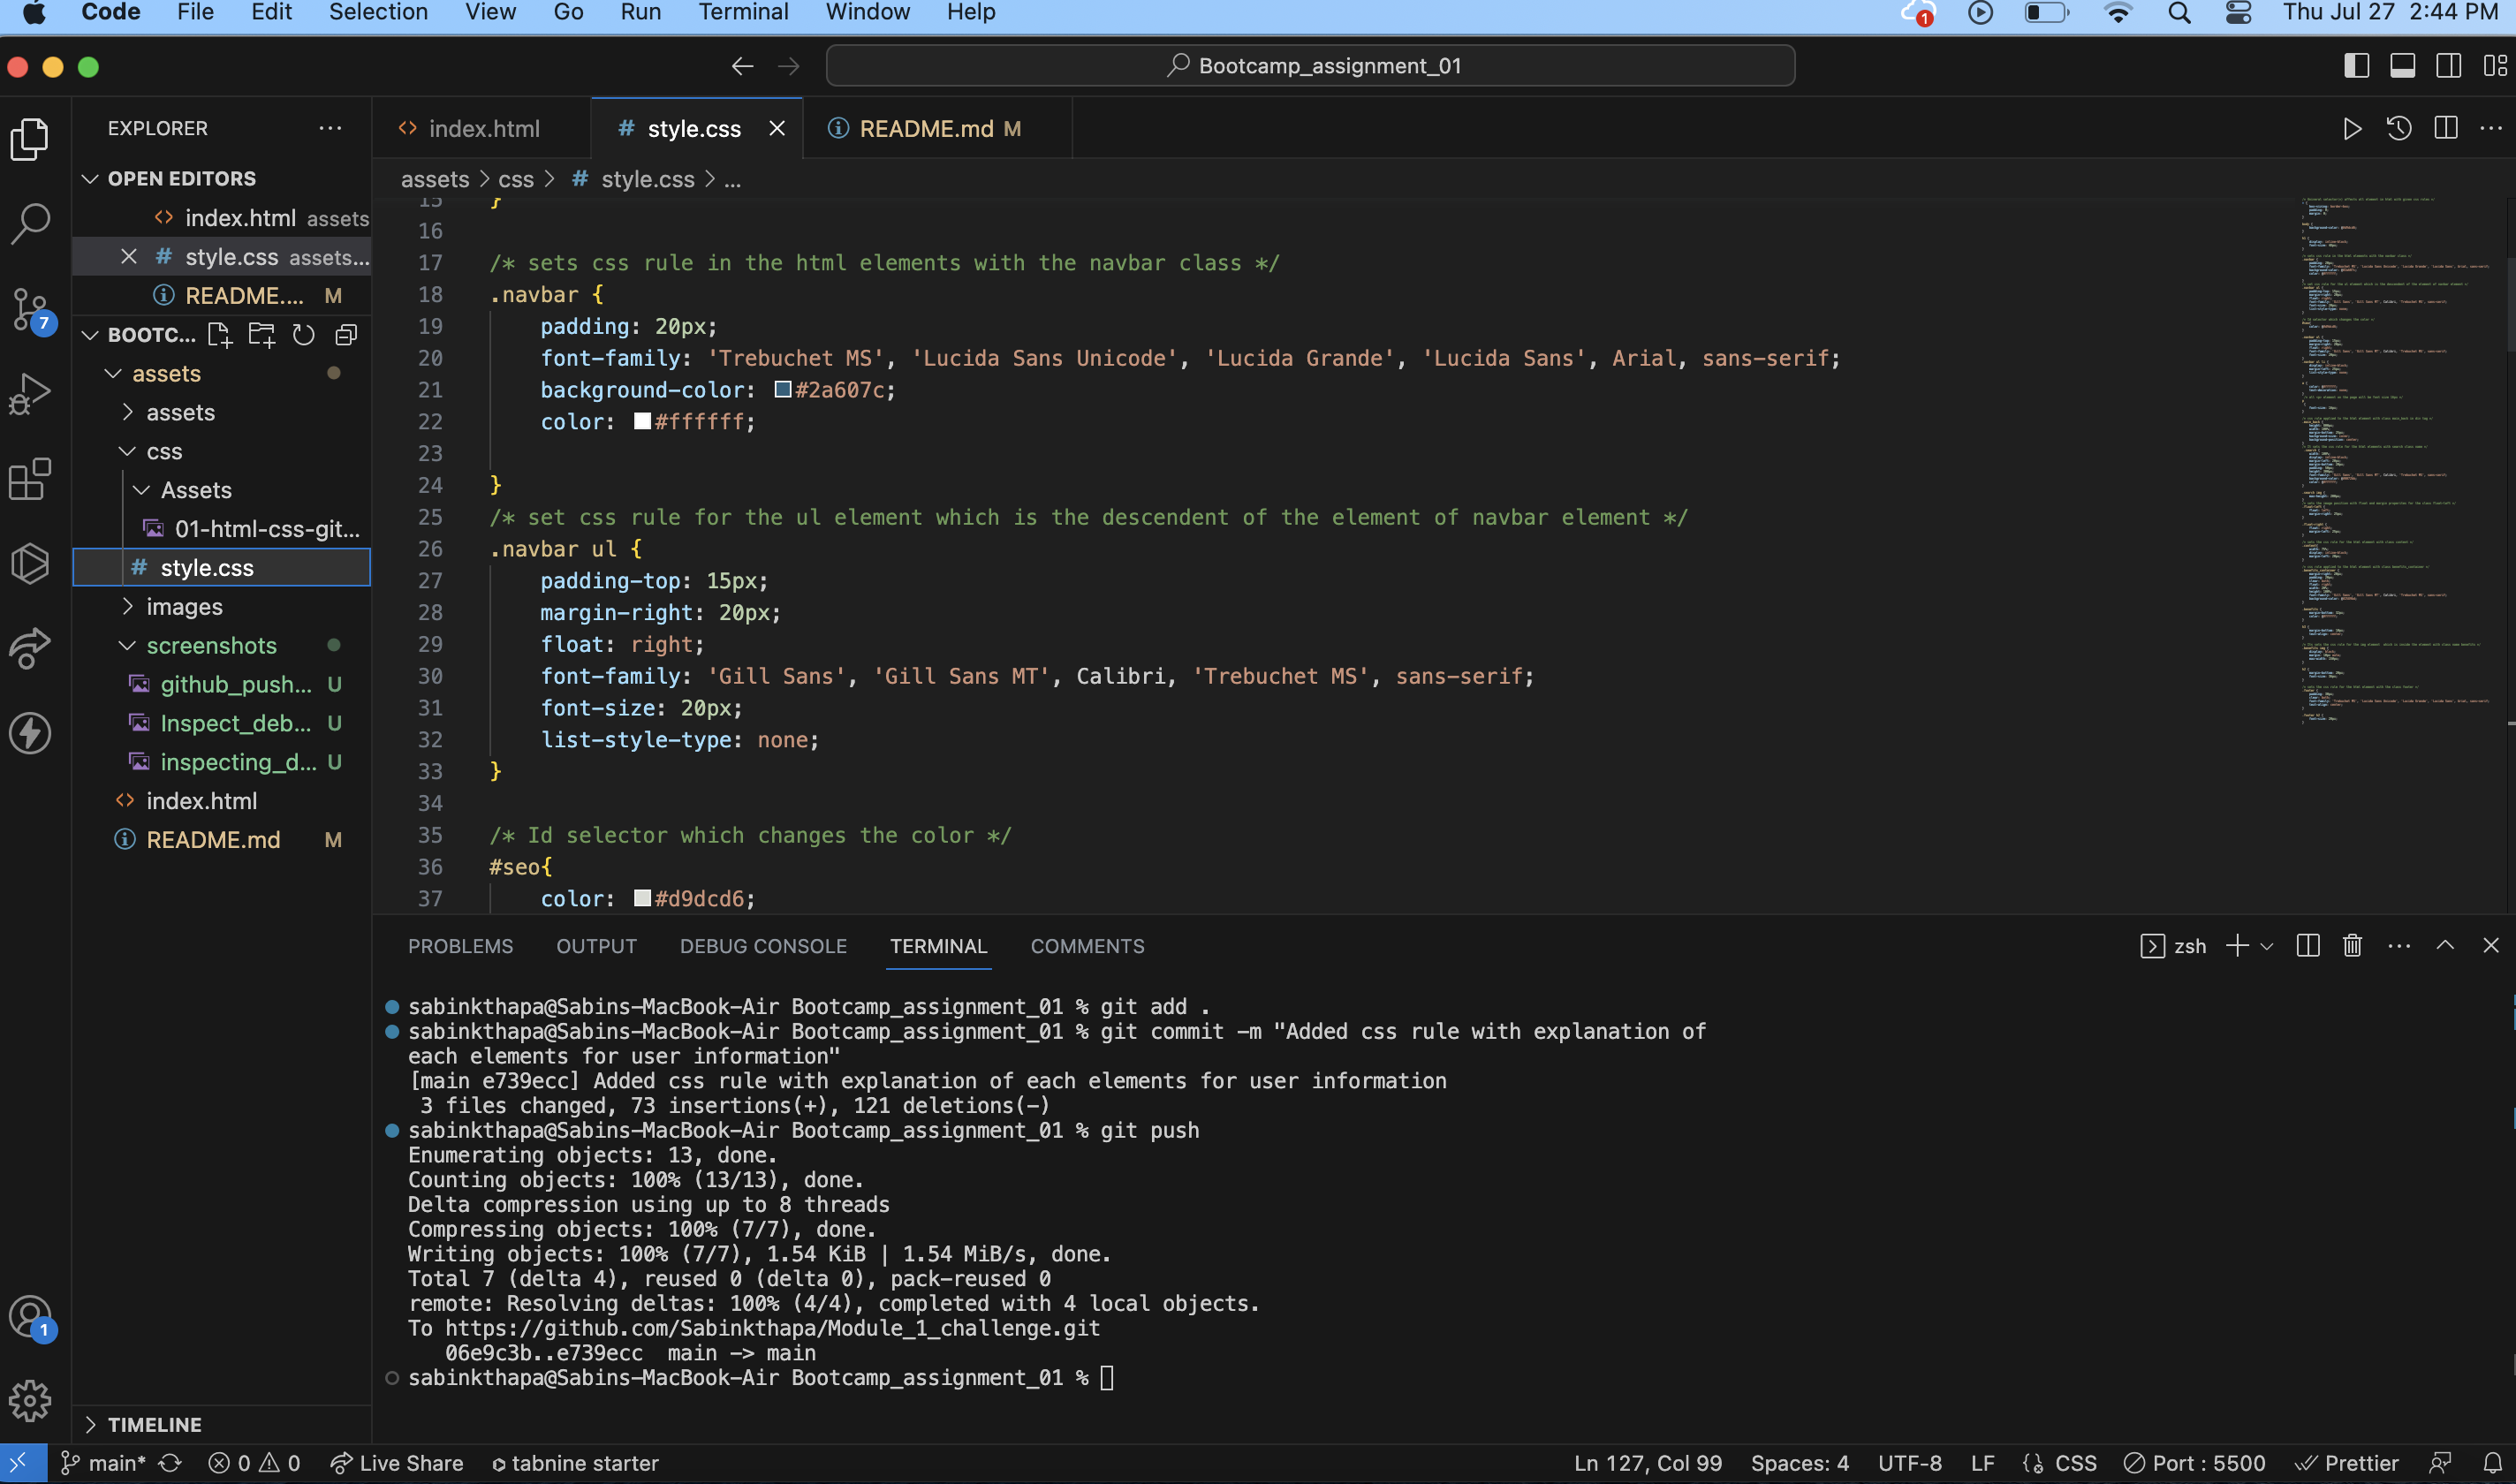 Code File Edit Selection View Go Run Terminal Window Help 1 Thu Jul 27 2:44 PM
Bootcamp_assignment_01
EXPLORER
index.html
# style.css
README.md M
OPEN EDITORS
assets > css > # style.css > ...
index.html assets
# style.css assets...
README.... M
7
BOOTC...
assets
assets
css
Assets
01-html-css-git...
# style.css
images
screenshots
github_push... U
Inspect_deb... U
inspecting_d... U
index.html
README.md M
15 }
16
17 /* sets css rule in the html elements with the navbar class */
18 .navbar {
19 padding: 20px;
20 font-family: 'Trebuchet MS', 'Lucida Sans Unicode', 'Lucida Grande', 'Lucida Sans', Arial, sans-serif;
21 background-color: #2a607c;
22 color: #ffffff;
23
24 }
25 /* set css rule for the ul element which is the descendent of the element of navbar element */
26 .navbar ul {
27 padding-top: 15px;
28 margin-right: 20px;
29 float: right;
30 font-family: 'Gill Sans', 'Gill Sans MT', Calibri, 'Trebuchet MS', sans-serif;
31 font-size: 20px;
32 list-style-type: none;
33 }
34
35 /* Id selector which changes the color */
36 #seo{
37 color: #d9dcd6;
PROBLEMS OUTPUT DEBUG CONSOLE TERMINAL COMMENTS
zsh
sabinkthapa@Sabins-MacBook-Air Bootcamp_assignment_01 % git add .
sabinkthapa@Sabins-MacBook-Air Bootcamp_assignment_01 % git commit -m "Added css rule with explanation of
each elements for user information"
[main e739ecc] Added css rule with explanation of each elements for user information
3 files changed, 73 insertions(+), 121 deletions(-)
sabinkthapa@Sabins-MacBook-Air Bootcamp_assignment_01 % git push
Enumerating objects: 13, done.
Counting objects: 100% (13/13), done.
Delta compression using up to 8 threads
Compressing objects: 100% (7/7), done.
Writing objects: 100% (7/7), 1.54 KiB | 1.54 MiB/s, done.
Total 7 (delta 4), reused 0 (delta 0), pack-reused 0
remote: Resolving deltas: 100% (4/4), completed with 4 local objects.
To https://github.com/Sabinkthapa/Module_1_challenge.git
06e9c3b..e739ecc main -> main
sabinkthapa@Sabins-MacBook-Air Bootcamp_assignment_01 %
1
TIMELINE
main* 0 0 Live Share tabnine starter Ln 127, Col 99 Spaces: 4 UTF-8 LF CSS Port : 5500 Prettier